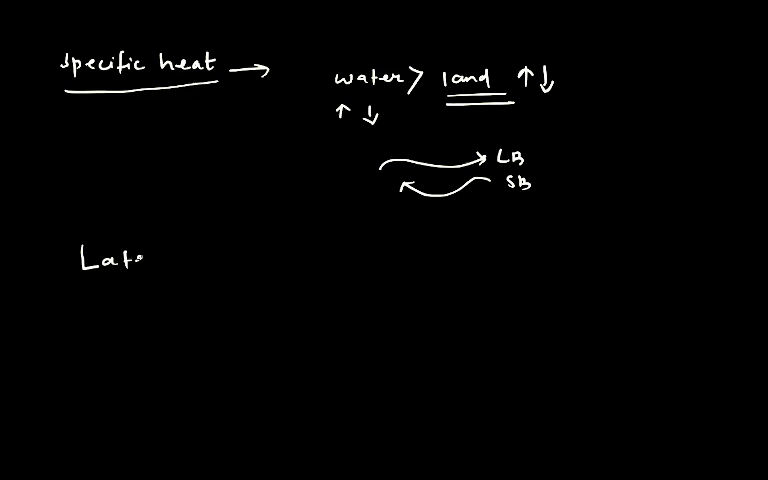 specific heat → water > land ↑↓
↑ ↓
LB
SB
Lat